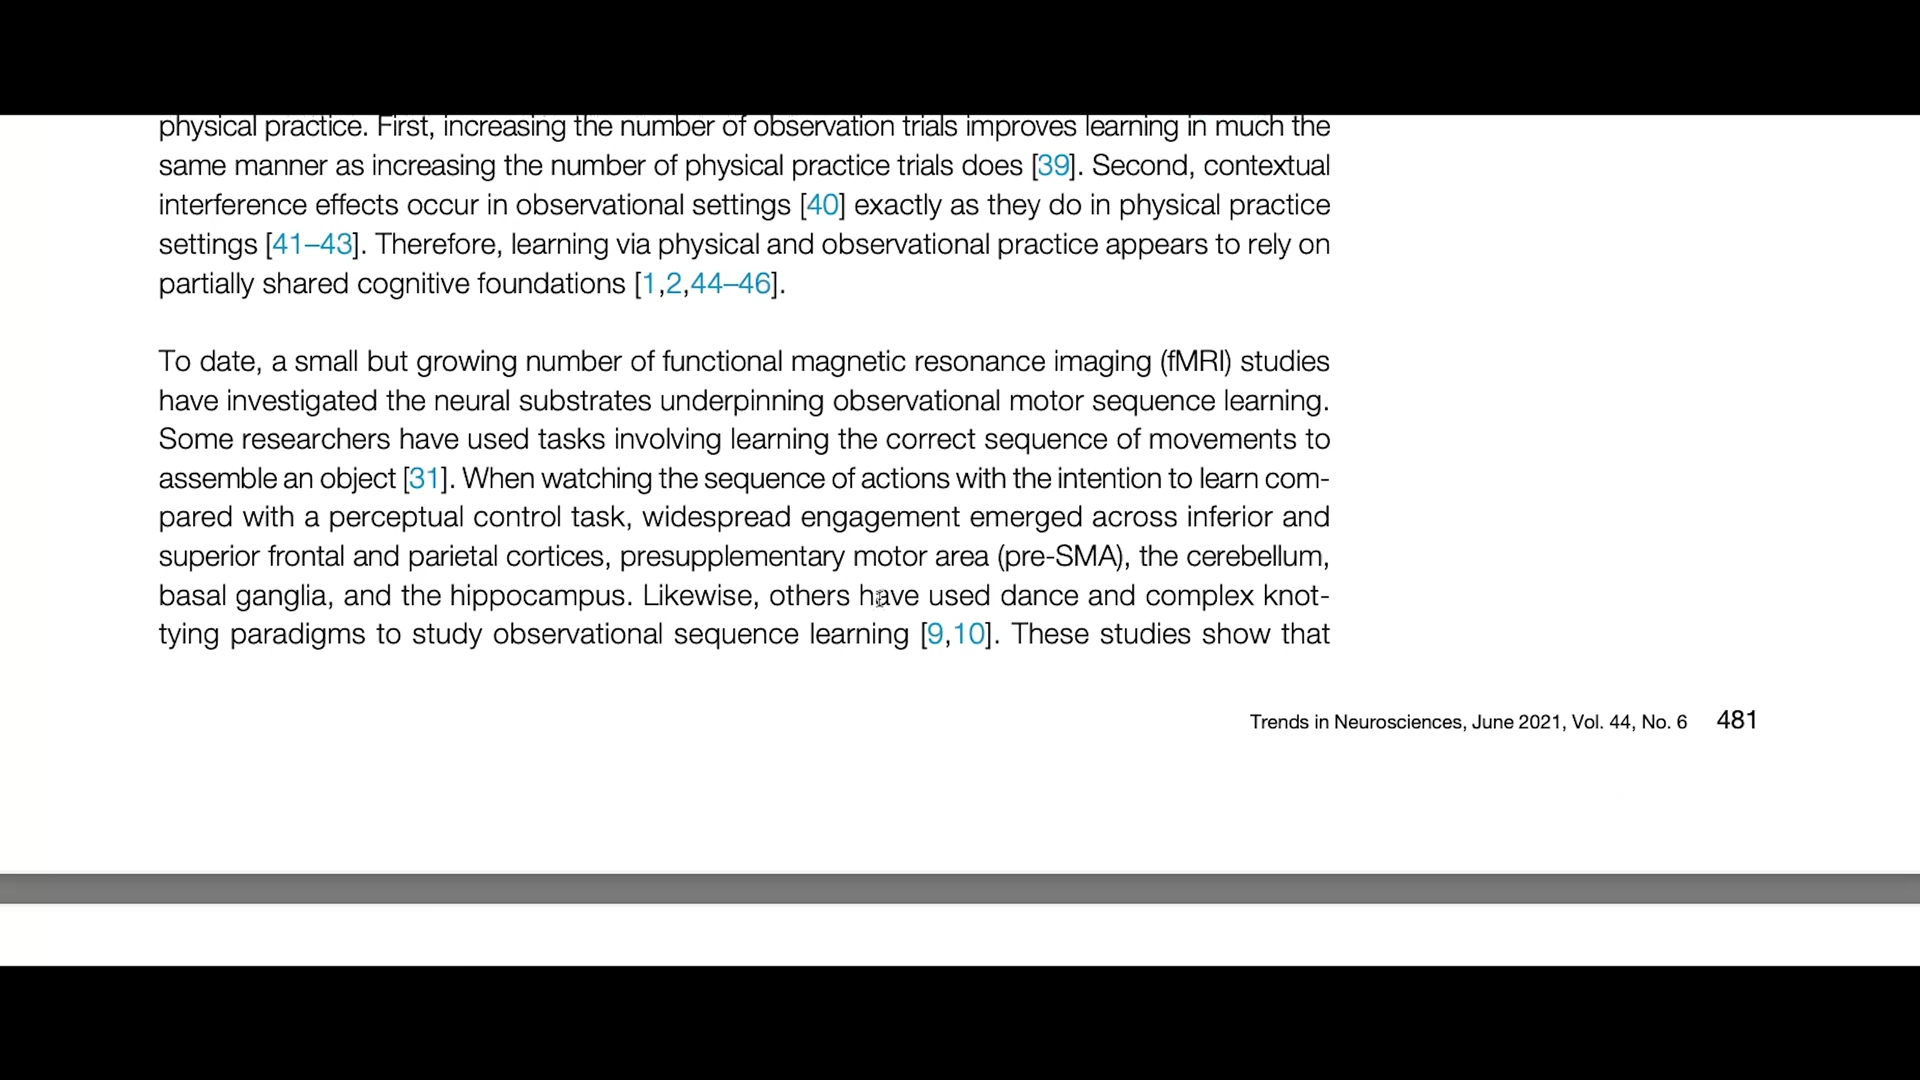 physical practice. First, increasing the number of observation trials improves learning in much the
same manner as increasing the number of physical practice trials does [39]. Second, contextual
interference effects occur in observational settings [40] exactly as they do in physical practice
settings [41–43]. Therefore, learning via physical and observational practice appears to rely on
partially shared cognitive foundations [1,2,44–46].
To date, a small but growing number of functional magnetic resonance imaging (fMRI) studies
have investigated the neural substrates underpinning observational motor sequence learning.
Some researchers have used tasks involving learning the correct sequence of movements to
assemble an object [31]. When watching the sequence of actions with the intention to learn com-
pared with a perceptual control task, widespread engagement emerged across inferior and
superior frontal and parietal cortices, presupplementary motor area (pre-SMA), the cerebellum,
basal ganglia, and the hippocampus. Likewise, others have used dance and complex knot-
tying paradigms to study observational sequence learning [9,10]. These studies show that
Trends in Neurosciences, June 2021, Vol. 44, No. 6 481